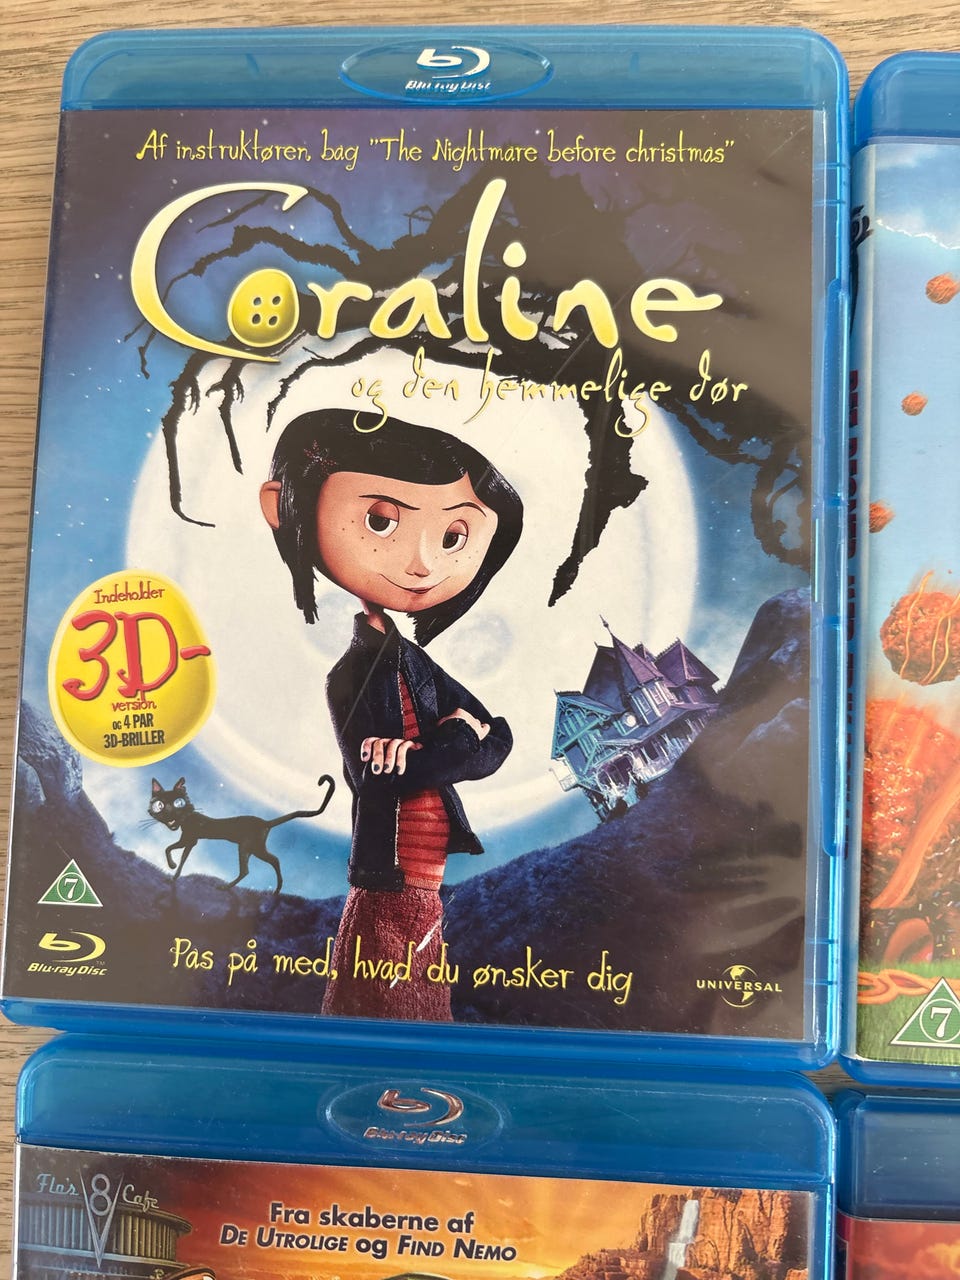 Blu-ray Disc
Af instruktøren bag "The Nightmare before christmas"
Coraline
og den hemmelige dør
Indeholder
3D-
version
og 4 PAR
3D-BRILLER
7
Blu-ray Disc
Pas på med, hvad du ønsker dig
UNIVERSAL
7
Blu-ray Disc
Flo's V8 Cafe
Fra skaberne af
DE UTROLIGE OG FIND NEMO